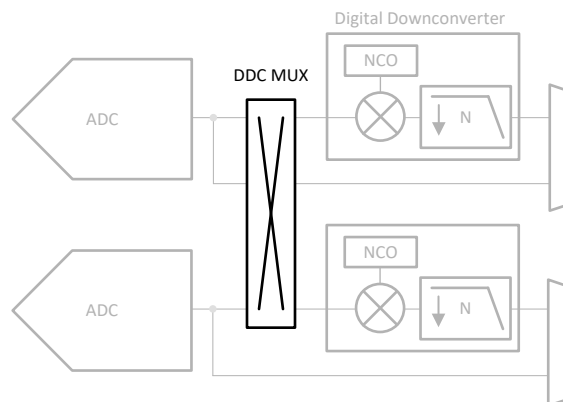 Digital Downconverter
NCO
DDC MUX
ADC
N
NCO
ADC
N